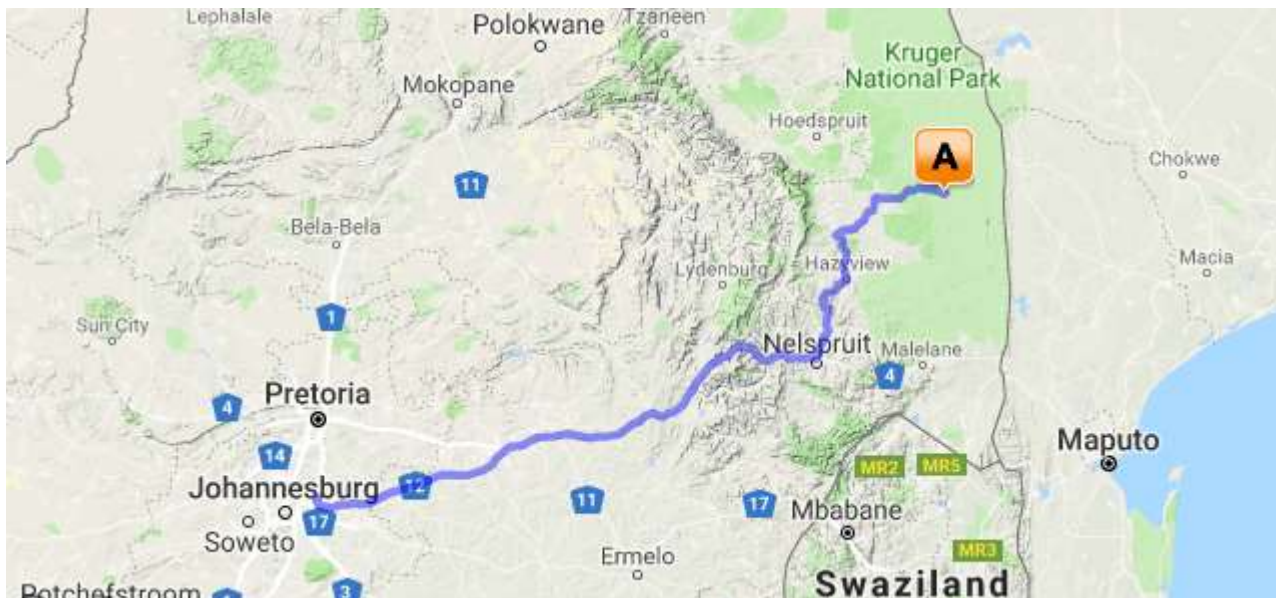 Lephalale
Tzaneen
Polokwane
Kruger
National Park
Mokopane
Hoedspruit
A
Chokwe
11
Bela-Bela
Lydenburg
Hazyview
Macia
1
Sun City
Nelspruit
Malelane
4
Pretoria
4
14
Maputo
MR2
MR5
Johannesburg
12
11
17
Mbabane
17
Soweto
MR3
Ermelo
Swaziland
Potchefstroom
3